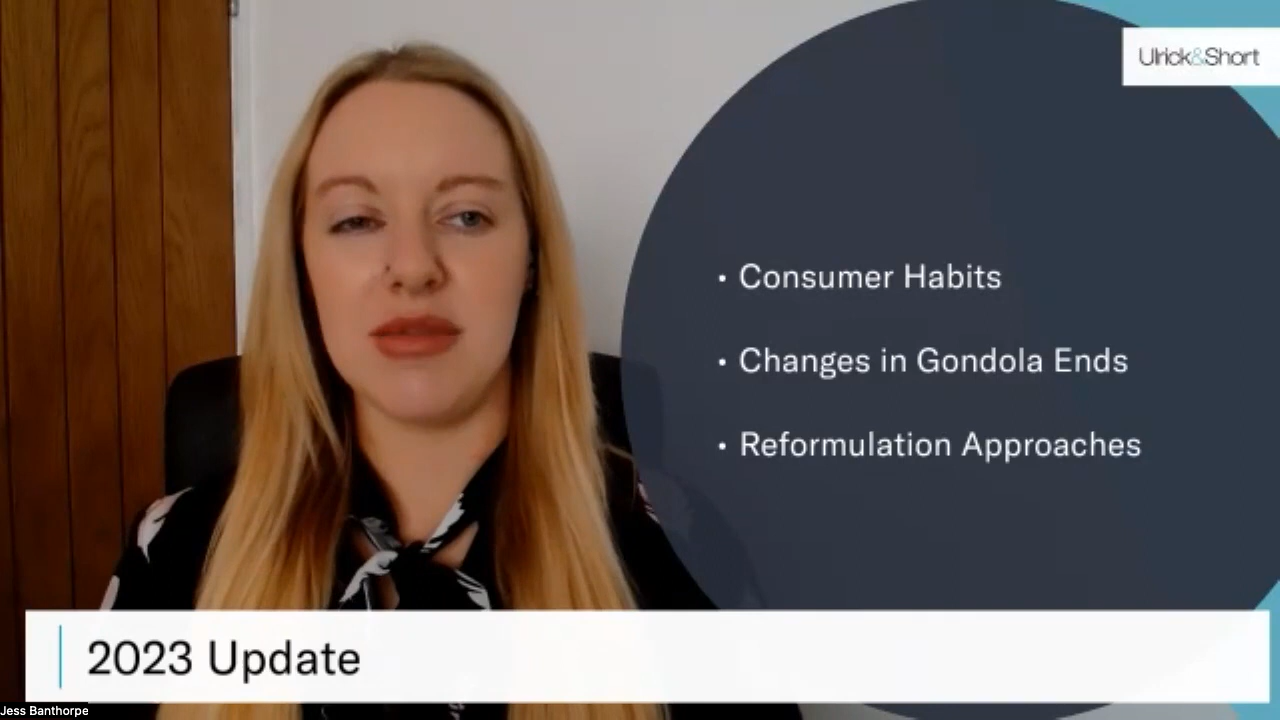 Ulrick&Short
• Consumer Habits
• Changes in Gondola Ends
• Reformulation Approaches
2023 Update
Jess Banthorpe